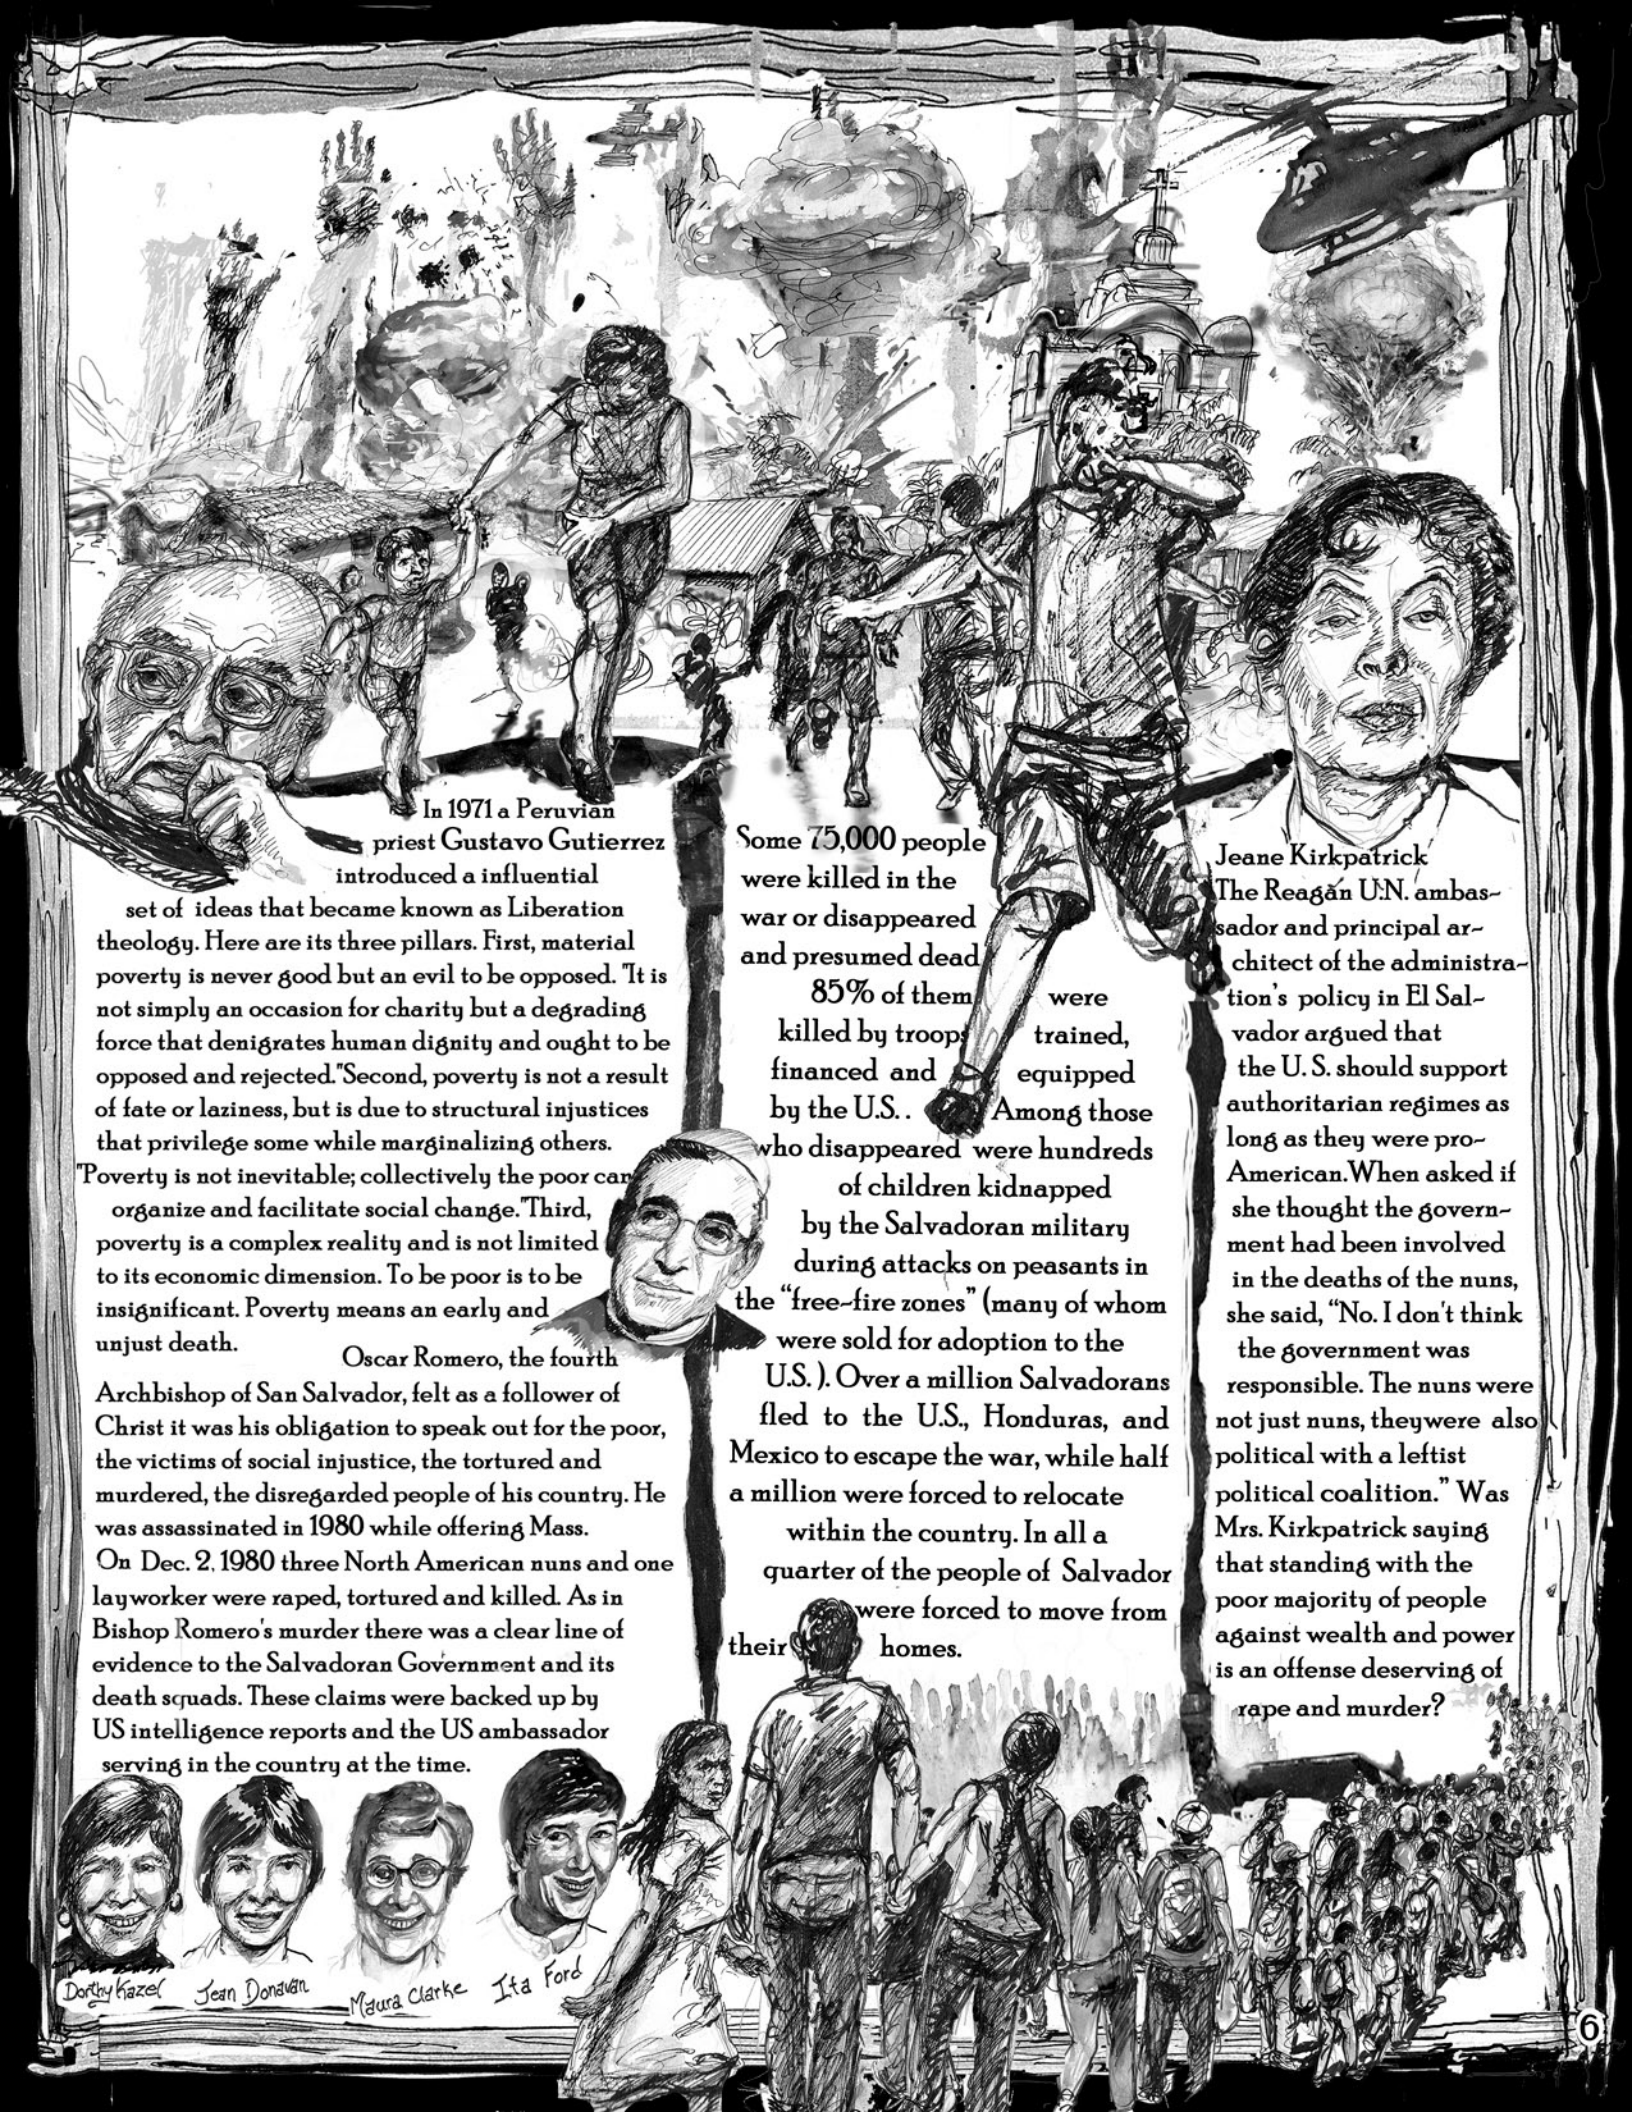 In 1971 a Peruvian
priest Gustavo Gutierrez
introduced a influential
set of ideas that became known as Liberation
theology. Here are its three pillars. First, material
poverty is never good but an evil to be opposed. "It is
not simply an occasion for charity but a degrading
force that denigrates human dignity and ought to be
opposed and rejected."Second, poverty is not a result
of fate or laziness, but is due to structural injustices
that privilege some while marginalizing others.
"Poverty is not inevitable; collectively the poor can
organize and facilitate social change."Third,
poverty is a complex reality and is not limited
to its economic dimension. To be poor is to be
insignificant. Poverty means an early and
unjust death.
Oscar Romero, the fourth
Archbishop of San Salvador, felt as a follower of
Christ it was his obligation to speak out for the poor,
the victims of social injustice, the tortured and
murdered, the disregarded people of his country. He
was assassinated in 1980 while offering Mass.
On Dec. 2, 1980 three North American nuns and one
layworker were raped, tortured and killed. As in
Bishop Romero's murder there was a clear line of
evidence to the Salvadoran Government and its
death squads. These claims were backed up by
US intelligence reports and the US ambassador
serving in the country at the time.
Dorthy Kazel
Jean Donavan
Maura Clarke
Ita Ford
Some 75,000 people
were killed in the
war or disappeared
and presumed dead
85% of them were
killed by troops trained,
financed and equipped
by the U.S. . Among those
who disappeared were hundreds
of children kidnapped
by the Salvadoran military
during attacks on peasants in
the “free-fire zones” (many of whom
were sold for adoption to the
U.S. ). Over a million Salvadorans
fled to the U.S., Honduras, and
Mexico to escape the war, while half
a million were forced to relocate
within the country. In all a
quarter of the people of Salvador
were forced to move from
their homes.
Jeane Kirkpatrick
The Reagan U.N. ambas-
sador and principal ar-
chitect of the administra-
tion's policy in El Sal-
vador argued that
the U. S. should support
authoritarian regimes as
long as they were pro-
American.When asked if
she thought the govern-
ment had been involved
in the deaths of the nuns,
she said, “No. I don't think
the government was
responsible. The nuns were
not just nuns, theywere also
political with a leftist
political coalition.” Was
Mrs. Kirkpatrick saying
that standing with the
poor majority of people
against wealth and power
is an offense deserving of
rape and murder?
6